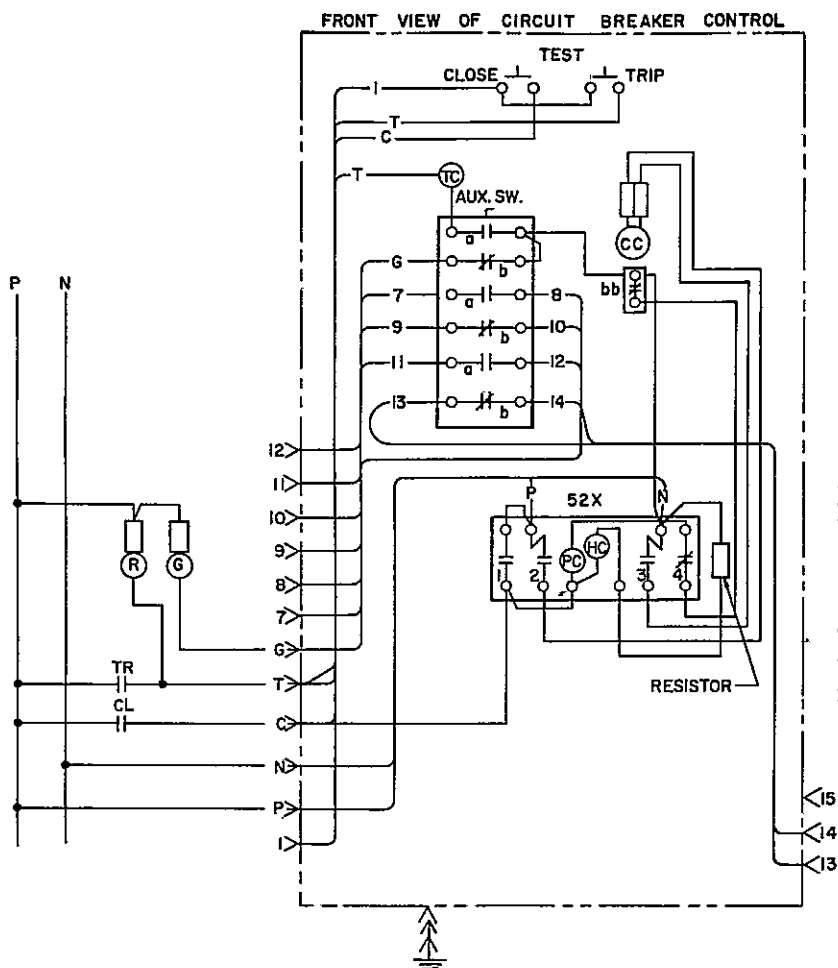 FRONT VIEW OF CIRCUIT BREAKER CONTROL
TEST
CLOSE TRIP
1
T
C
T TC
AUX. SW.
CC
a
G b
bb
7 a 8
9 b 10
11 a 12
13 b 14
P N
12
11
10
9
8
7
G
T
C
N
P
1
R G
TR
CL
P 52X N
1 2 PC HC 3 4
RESISTOR
15
14
13